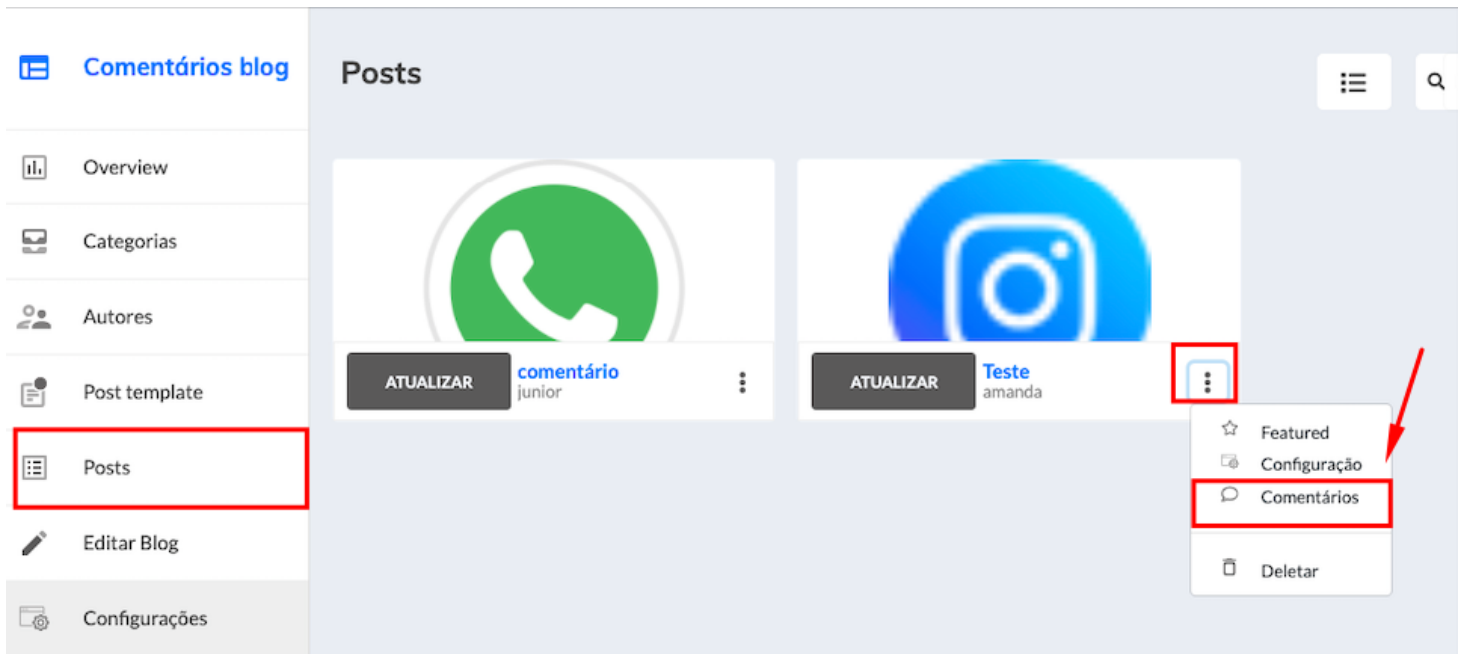 Comentários blog
Overview
Categorias
Autores
Post template
Posts
Editar Blog
Configurações
Posts
ATUALIZAR
comentário
junior
ATUALIZAR
Teste
amanda
Featured
Configuração
Comentários
Deletar